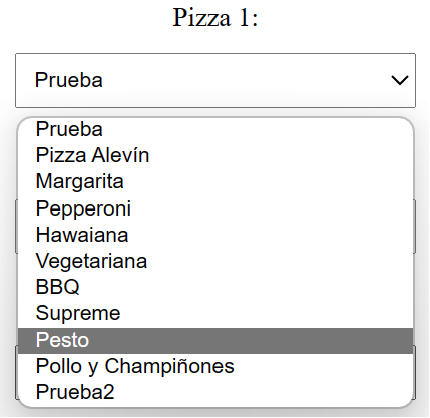 Pizza 1:
Prueba
Prueba
Pizza Alevín
Margarita
Pepperoni
Hawaiana
Vegetariana
BBQ
Supreme
Pesto
Pollo y Champiñones
Prueba2